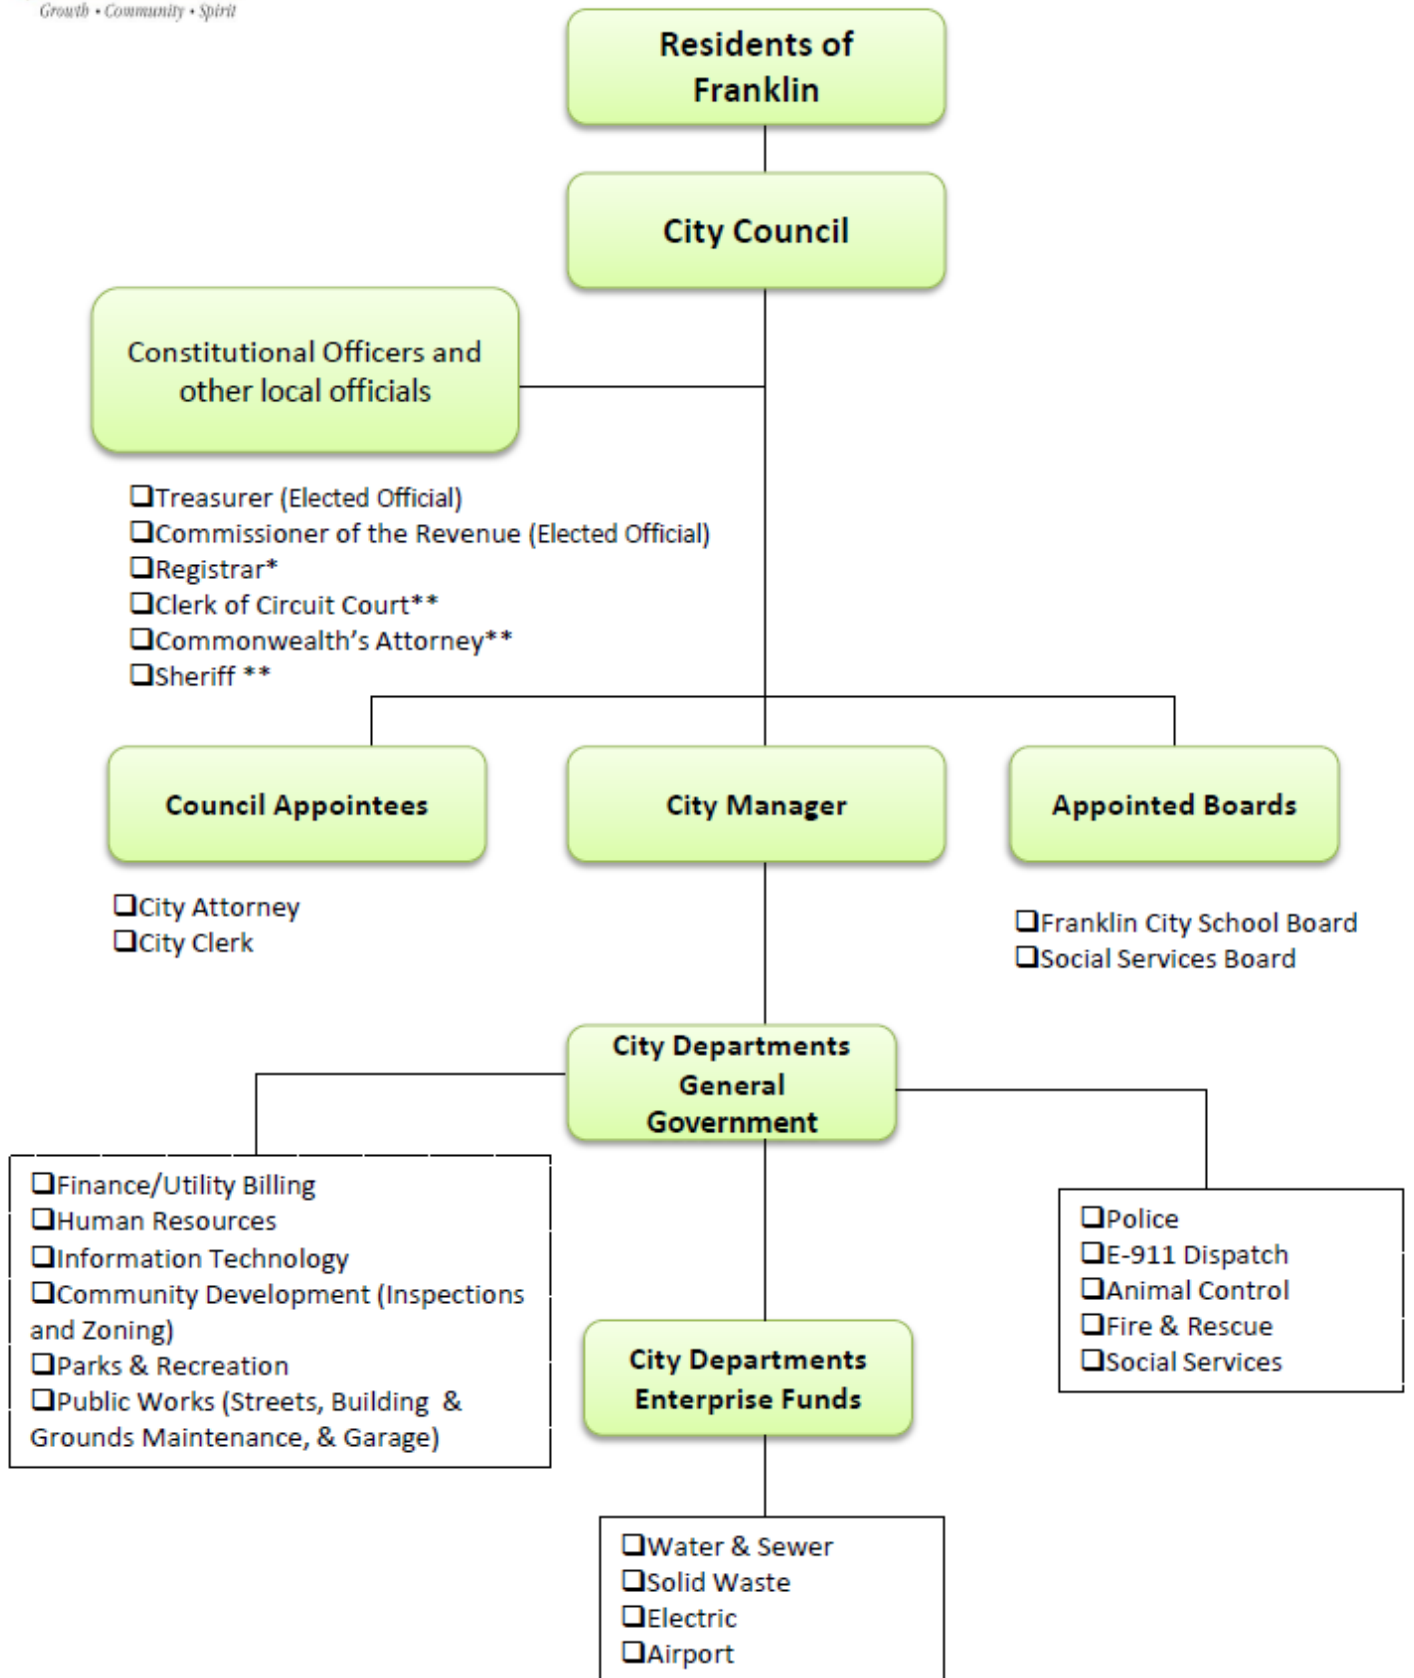 Growth • Community • Spirit
Residents of
Franklin
City Council
Constitutional Officers and
other local officials
❑Treasurer (Elected Official)
❑Commissioner of the Revenue (Elected Official)
❑Registrar*
❑Clerk of Circuit Court**
❑Commonwealth’s Attorney**
❑Sheriff **
Council Appointees
❑City Attorney
❑City Clerk
City Manager
Appointed Boards
❑Franklin City School Board
❑Social Services Board
City Departments
General
Government
❑Finance/Utility Billing
❑Human Resources
❑Information Technology
❑Community Development (Inspections
and Zoning)
❑Parks & Recreation
❑Public Works (Streets, Building &
Grounds Maintenance, & Garage)
❑Police
❑E-911 Dispatch
❑Animal Control
❑Fire & Rescue
❑Social Services
City Departments
Enterprise Funds
❑Water & Sewer
❑Solid Waste
❑Electric
❑Airport